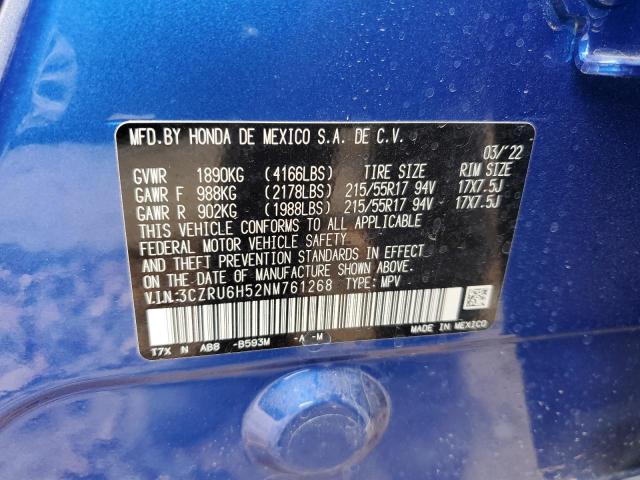 MFD.BY HONDA DE MEXICO S.A. DE C.V.
03/'22
GVWR 1890KG (4166LBS) TIRE SIZE RIM SIZE
GAWR F 988KG (2178LBS) 215/55R17 94V 17X7.5J
GAWR R 902KG (1988LBS) 215/55R17 94V 17X7.5J
THIS VEHICLE CONFORMS TO ALL APPLICABLE
FEDERAL MOTOR VEHICLE SAFETY
AND THEFT PREVENTION STANDARDS IN EFFECT
ON THE DATE OF MANUFACTURE SHOWN ABOVE.
V.I.N.:3CZRU6H52NM761268 TYPE: MPV
MADE IN MEXICO
T7X N AB8 -B593M -A -M